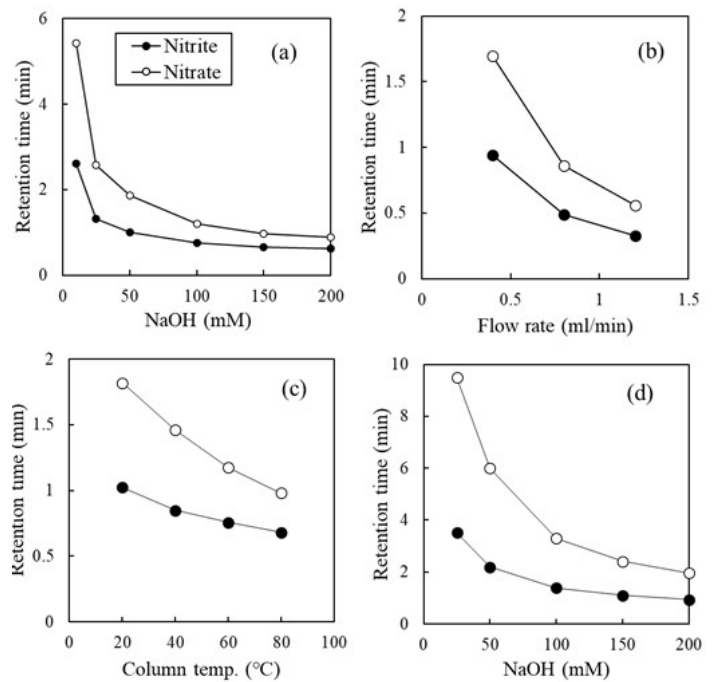 6
4
2
0
0
50
100
150
200
Retention time (min)
NaOH (mM)
Nitrite
Nitrate
(a)
2
1.5
1
0.5
0
0
0.5
1
1.5
Retention time (min)
Flow rate (ml/min)
(b)
2
1.5
1
0.5
0
0
20
40
60
80
100
Retention time (min)
Column temp. (℃)
(c)
10
8
6
4
2
0
0
50
100
150
200
Retention time (min)
NaOH (mM)
(d)